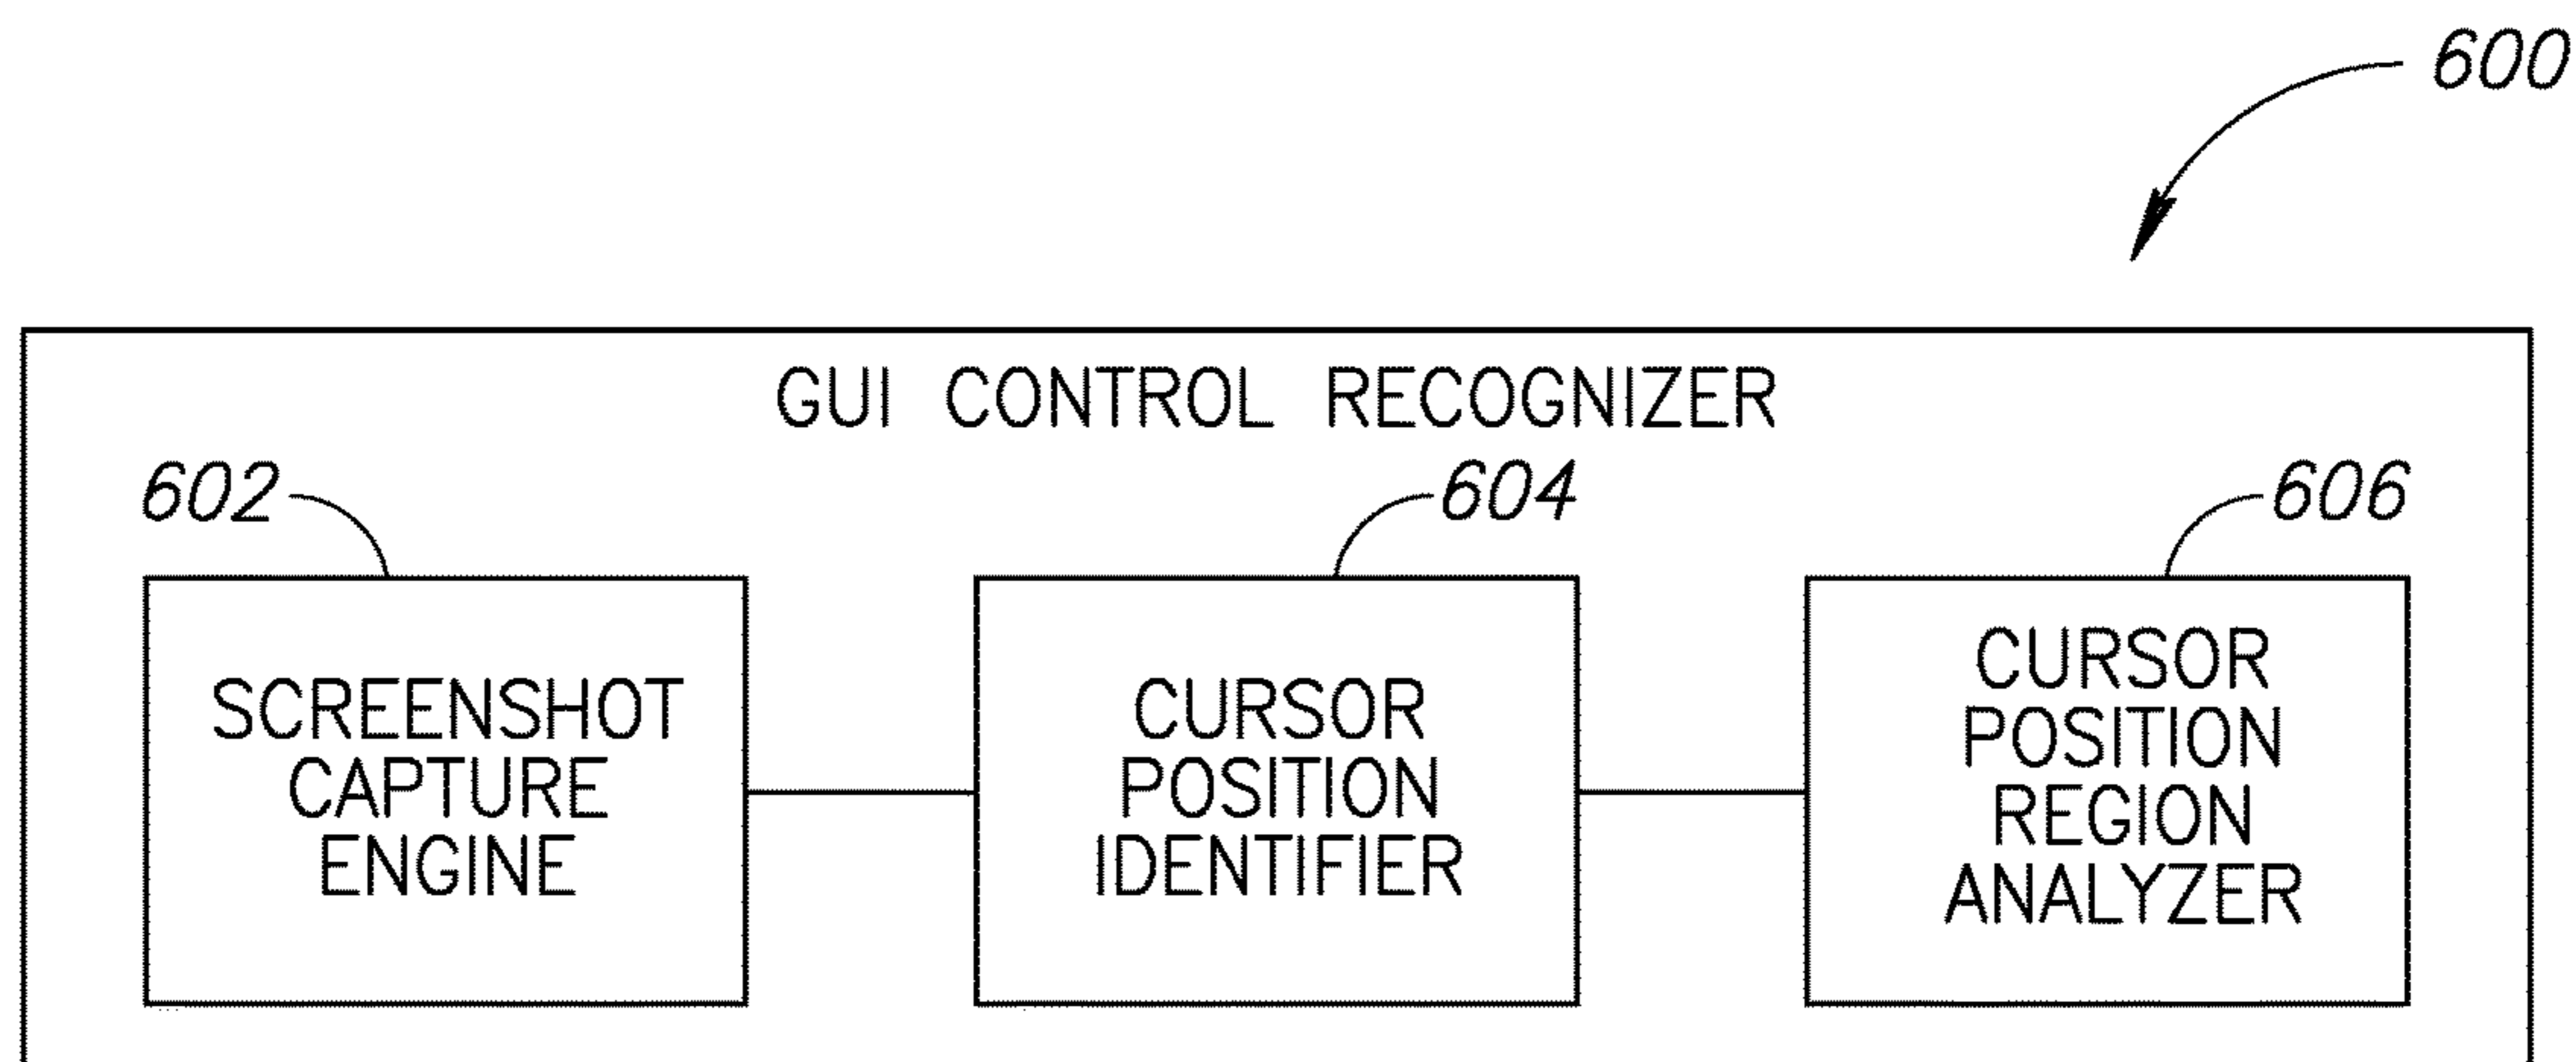 600
GUI CONTROL RECOGNIZER
602
604
606
SCREENSHOT
CAPTURE
ENGINE
CURSOR
POSITION
IDENTIFIER
CURSOR
POSITION
REGION
ANALYZER